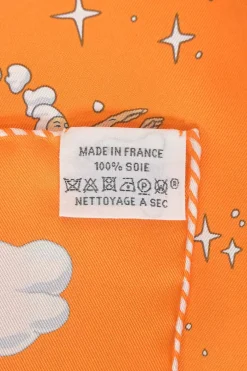 MADE IN FRANCE
100% SOIE
®
NETTOYAGE A SEC